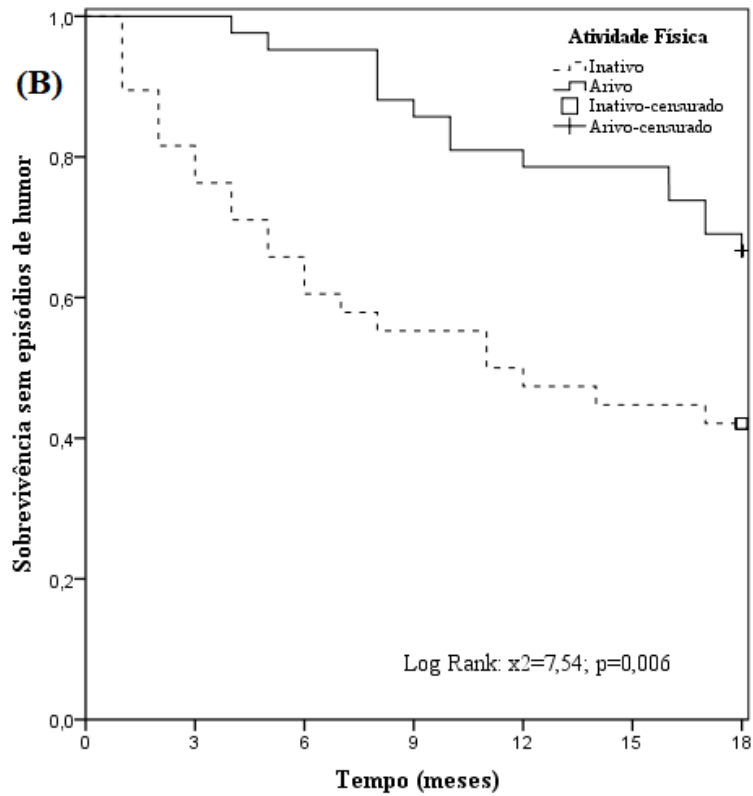 1,0
0,8
0,6
0,4
0,2
0,0
(B)
Sobrevivência sem episódios de humor
Atividade Física
Inativo
Arivo
Inativo-censurado
Arivo-censurado
Log Rank: x2=7,54; p=0,006
0 3 6 9 12 15 18
Tempo (meses)